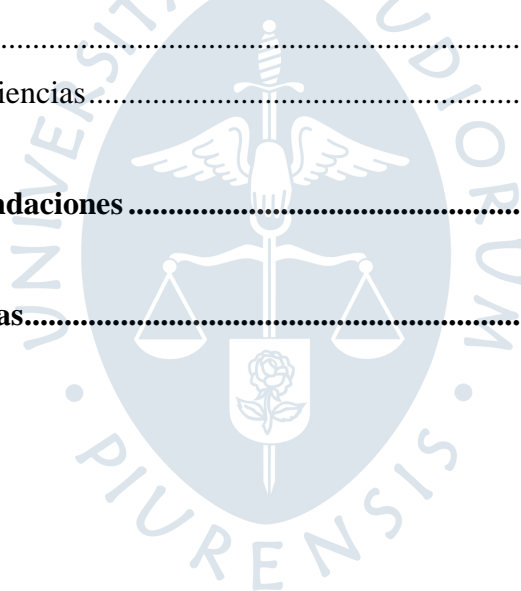 .....................................................................
iencias............................................................
ndaciones.......................................................
as......................................................................
UNIVERSITAS STUDIORUM
PIURENSIS